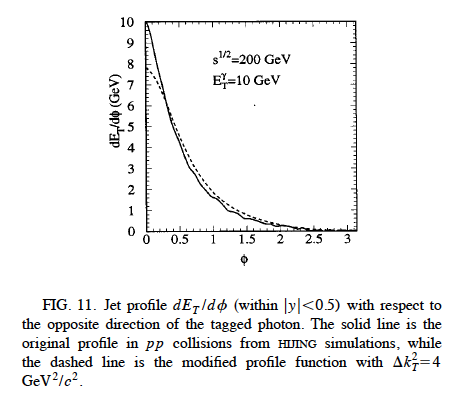 10
9
8
7
6
5
4
3
2
1
0
dE_T/dϕ (GeV)
s^{1/2}=200 GeV
E_T^γ=10 GeV
0 0.5 1 1.5 2 2.5 3
ϕ
FIG. 11. Jet profile dE_T/dϕ (within |y|<0.5) with respect to
the opposite direction of the tagged photon. The solid line is the
original profile in pp collisions from HIJING simulations, while
the dashed line is the modified profile function with Δk_T^2=4
GeV^2/c^2.